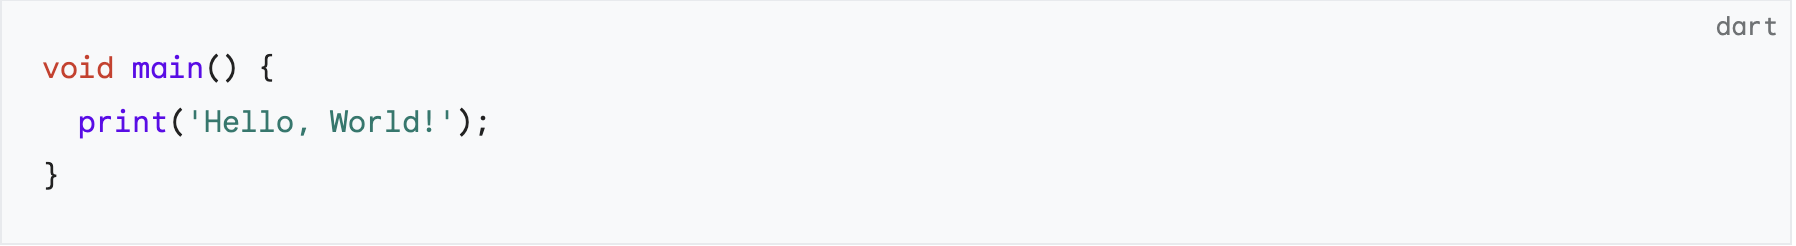 dart
void main() {
  print('Hello, World!');
}